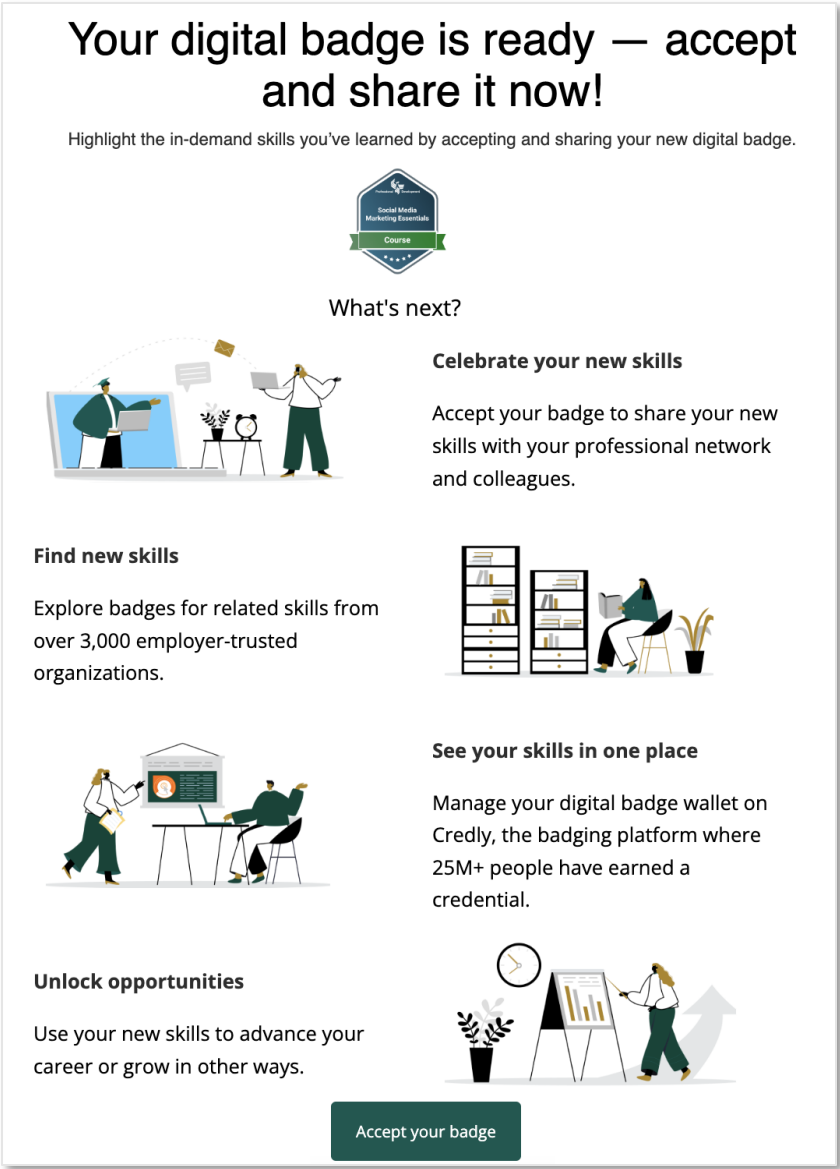 Your digital badge is ready — accept
and share it now!
Highlight the in-demand skills you’ve learned by accepting and sharing your new digital badge.
Professional Development
Social Media
Marketing Essentials
Course
What's next?
Celebrate your new skills
Accept your badge to share your new
skills with your professional network
and colleagues.
Find new skills
Explore badges for related skills from
over 3,000 employer-trusted
organizations.
See your skills in one place
Manage your digital badge wallet on
Credly, the badging platform where
25M+ people have earned a
credential.
Unlock opportunities
Use your new skills to advance your
career or grow in other ways.
Accept your badge